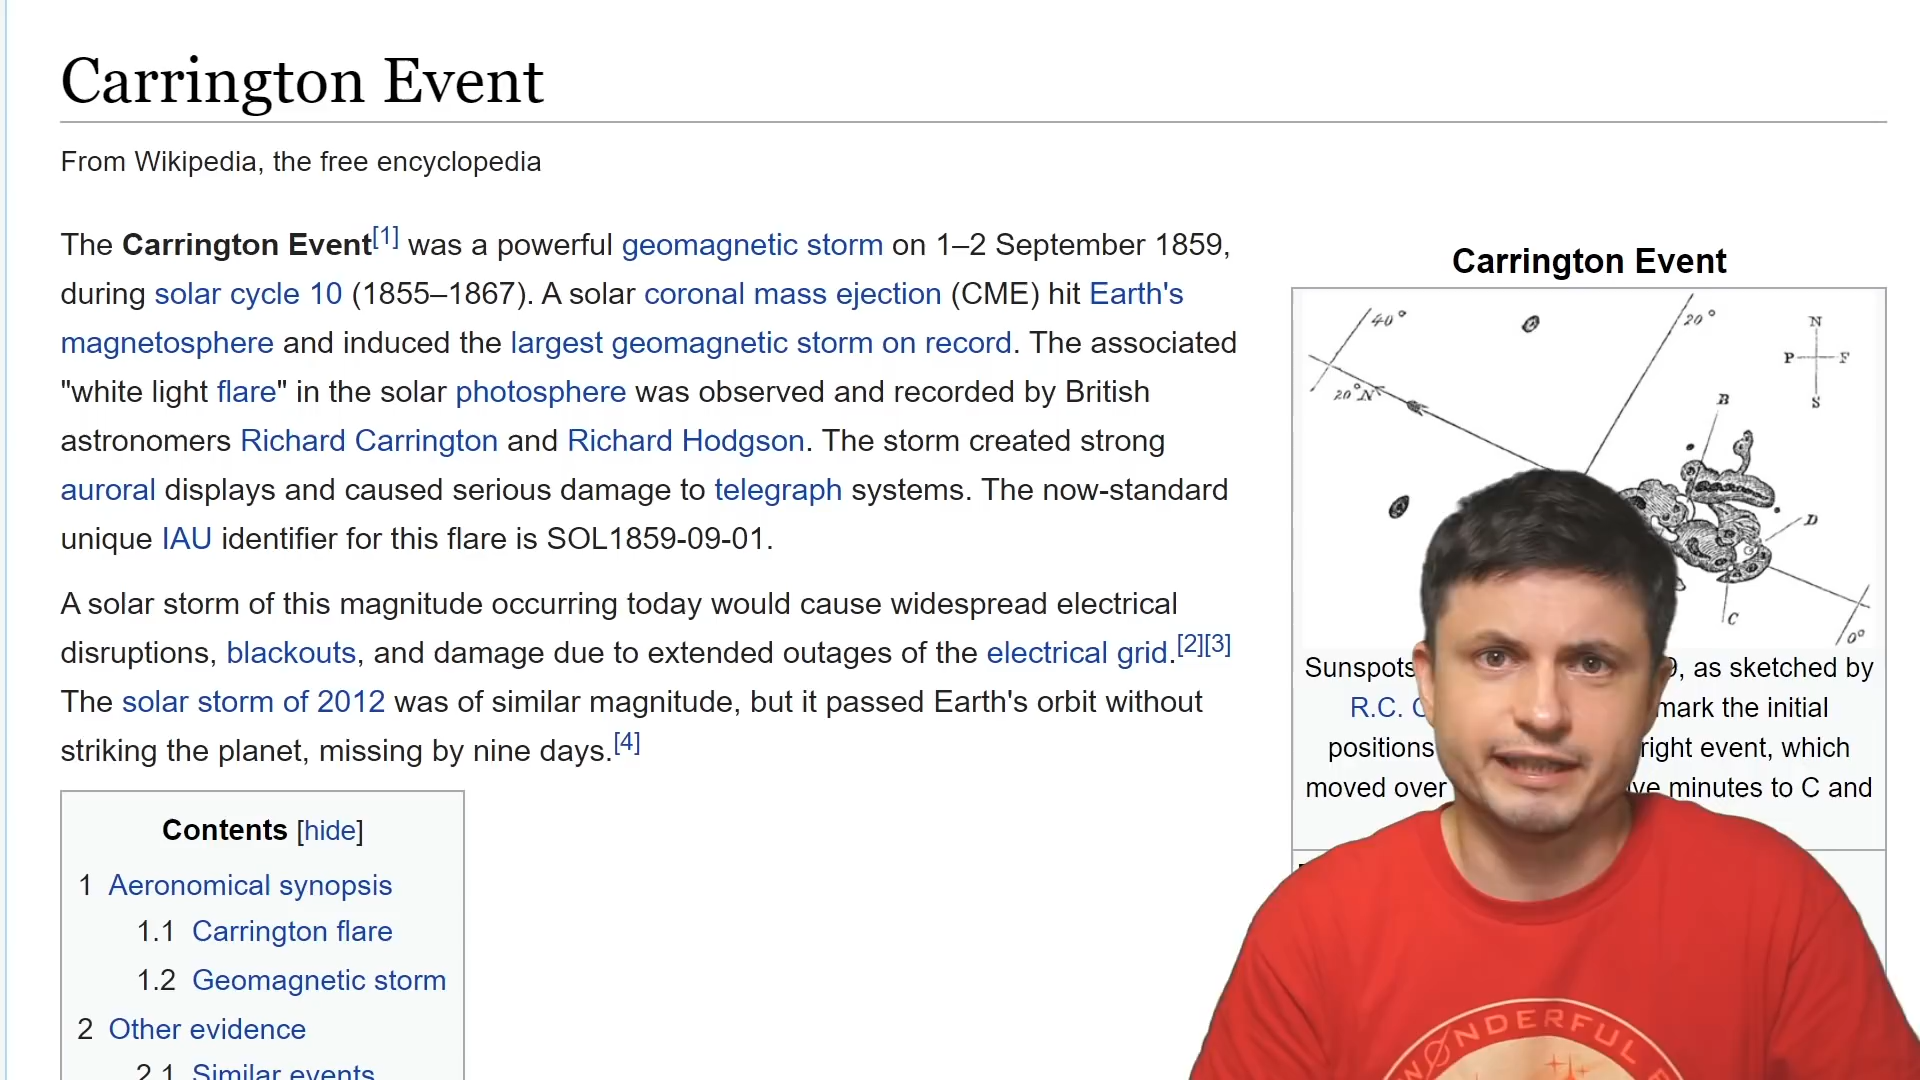 Carrington Event
From Wikipedia, the free encyclopedia
The Carrington Event[1] was a powerful geomagnetic storm on 1–2 September 1859,
during solar cycle 10 (1855–1867). A solar coronal mass ejection (CME) hit Earth's
magnetosphere and induced the largest geomagnetic storm on record. The associated
"white light flare" in the solar photosphere was observed and recorded by British
astronomers Richard Carrington and Richard Hodgson. The storm created strong
auroral displays and caused serious damage to telegraph systems. The now-standard
unique IAU identifier for this flare is SOL1859-09-01.
A solar storm of this magnitude occurring today would cause widespread electrical
disruptions, blackouts, and damage due to extended outages of the electrical grid.[2][3]
The solar storm of 2012 was of similar magnitude, but it passed Earth's orbit without
striking the planet, missing by nine days.[4]
Contents [hide]
1 Aeronomical synopsis
1.1 Carrington flare
1.2 Geomagnetic storm
2 Other evidence
2.1 Similar events
Carrington Event
40°
20°
N
P F
S
20°N
B
D
C
0°
Sunspots 9, as sketched by
R.C. mark the initial
positions right event, which
moved over ve minutes to C and
WONDERFUL